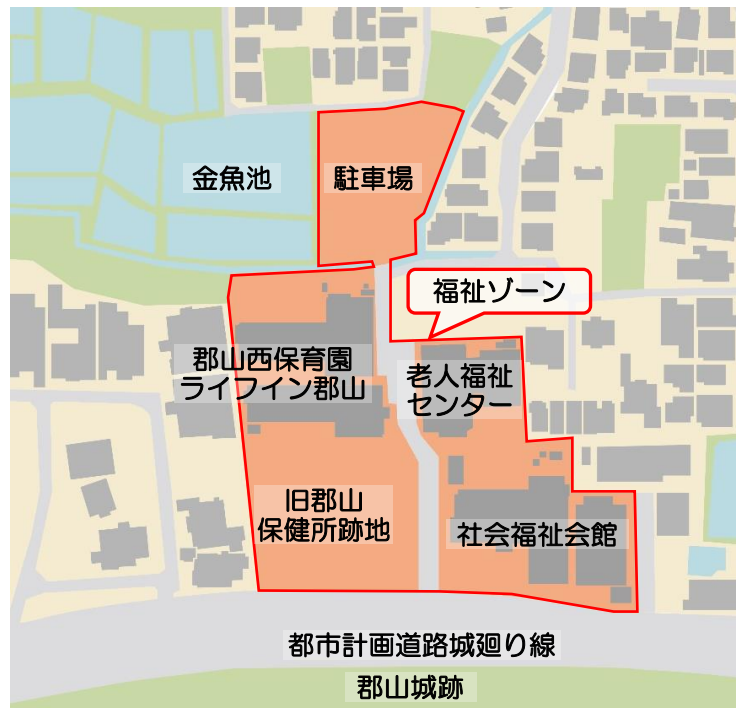 金魚池
駐車場
福祉ゾーン
郡山西保育園
ライフイン郡山
老人福祉
センター
旧郡山
保健所跡地
社会福祉会館
都市計画道路城廻り線
郡山城跡